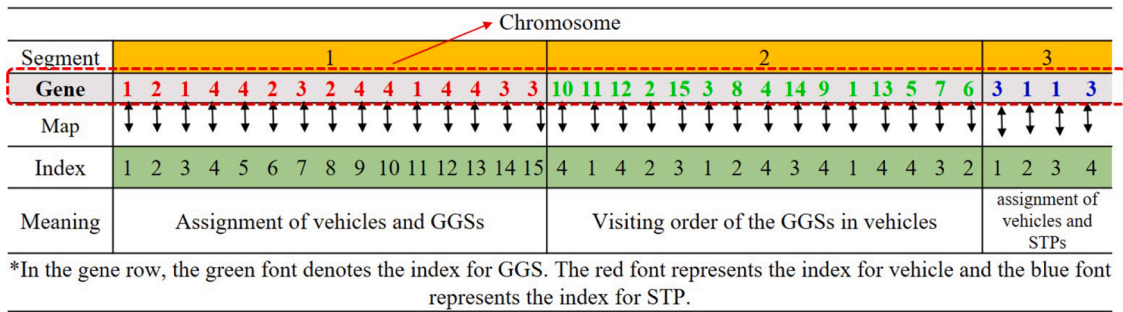 Chromosome
Segment 1 2 3
Gene 1 2 1 4 4 2 3 2 4 4 1 4 4 3 3 10 11 12 2 15 3 8 4 14 9 1 13 5 7 6 3 1 1 3
Map
Index 1 2 3 4 5 6 7 8 9 10 11 12 13 14 15 4 1 4 2 3 1 2 4 3 4 1 4 4 3 2 1 2 3 4
Meaning Assignment of vehicles and GGSs Visiting order of the GGSs in vehicles assignment of
vehicles and
STPs
*In the gene row, the green font denotes the index for GGS. The red font represents the index for vehicle and the blue font
represents the index for STP.